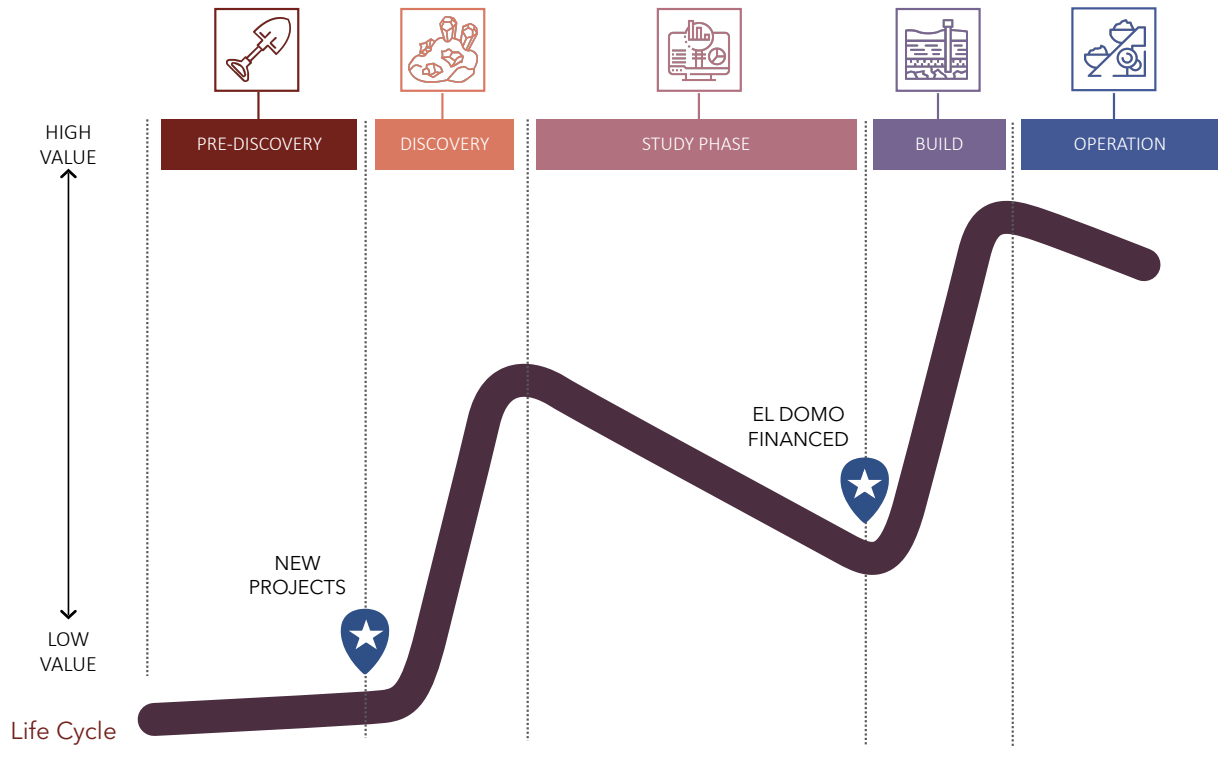 HIGH
VALUE
PRE-DISCOVERY
DISCOVERY
STUDY PHASE
BUILD
OPERATION
EL DOMO
FINANCED
NEW
PROJECTS
LOW
VALUE
Life Cycle